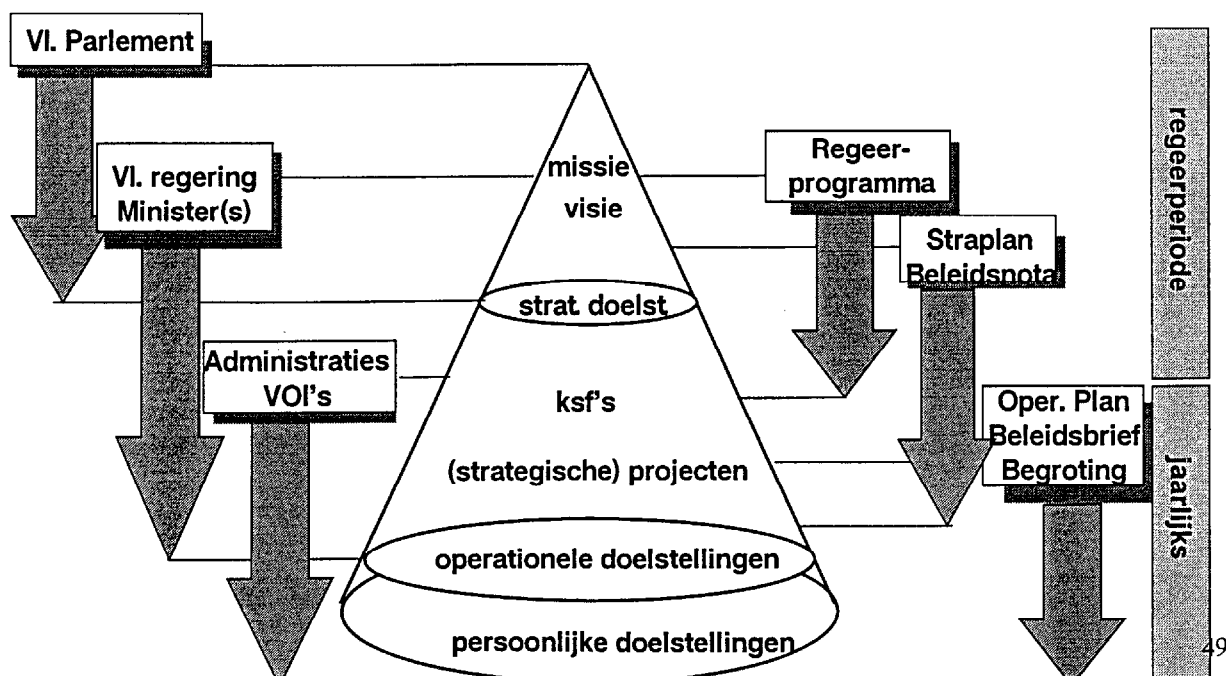 Vl. Parlement
Vl. regering
Minister(s)
Administraties
VOI's
missie
visie
strat. doelst
ksf's
(strategische) projecten
operationele doelstellingen
persoonlijke doelstellingen
Regeer-
programma
Straplan
Beleidsnota
Oper. Plan
Beleidsbrief
Begroting
regeerperiode
jaarlijks
49